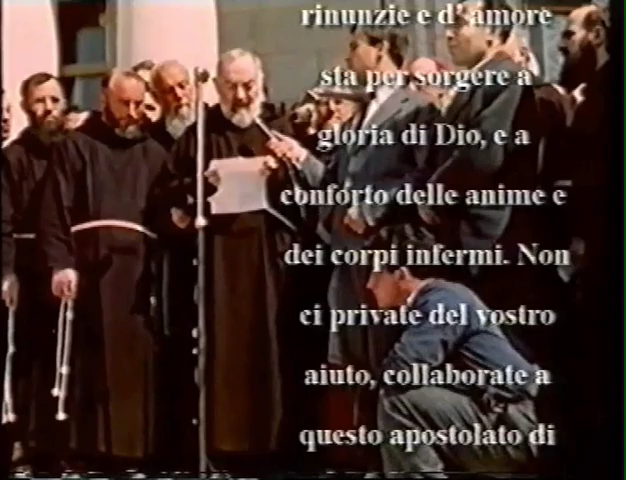 rinunzie e d'amore
sta per sorgere a
gloria di Dio, e a
conforto delle anime e
dei corpi infermi. Non
ci private del vostro
aiuto, collaborate a
questo apostolato di